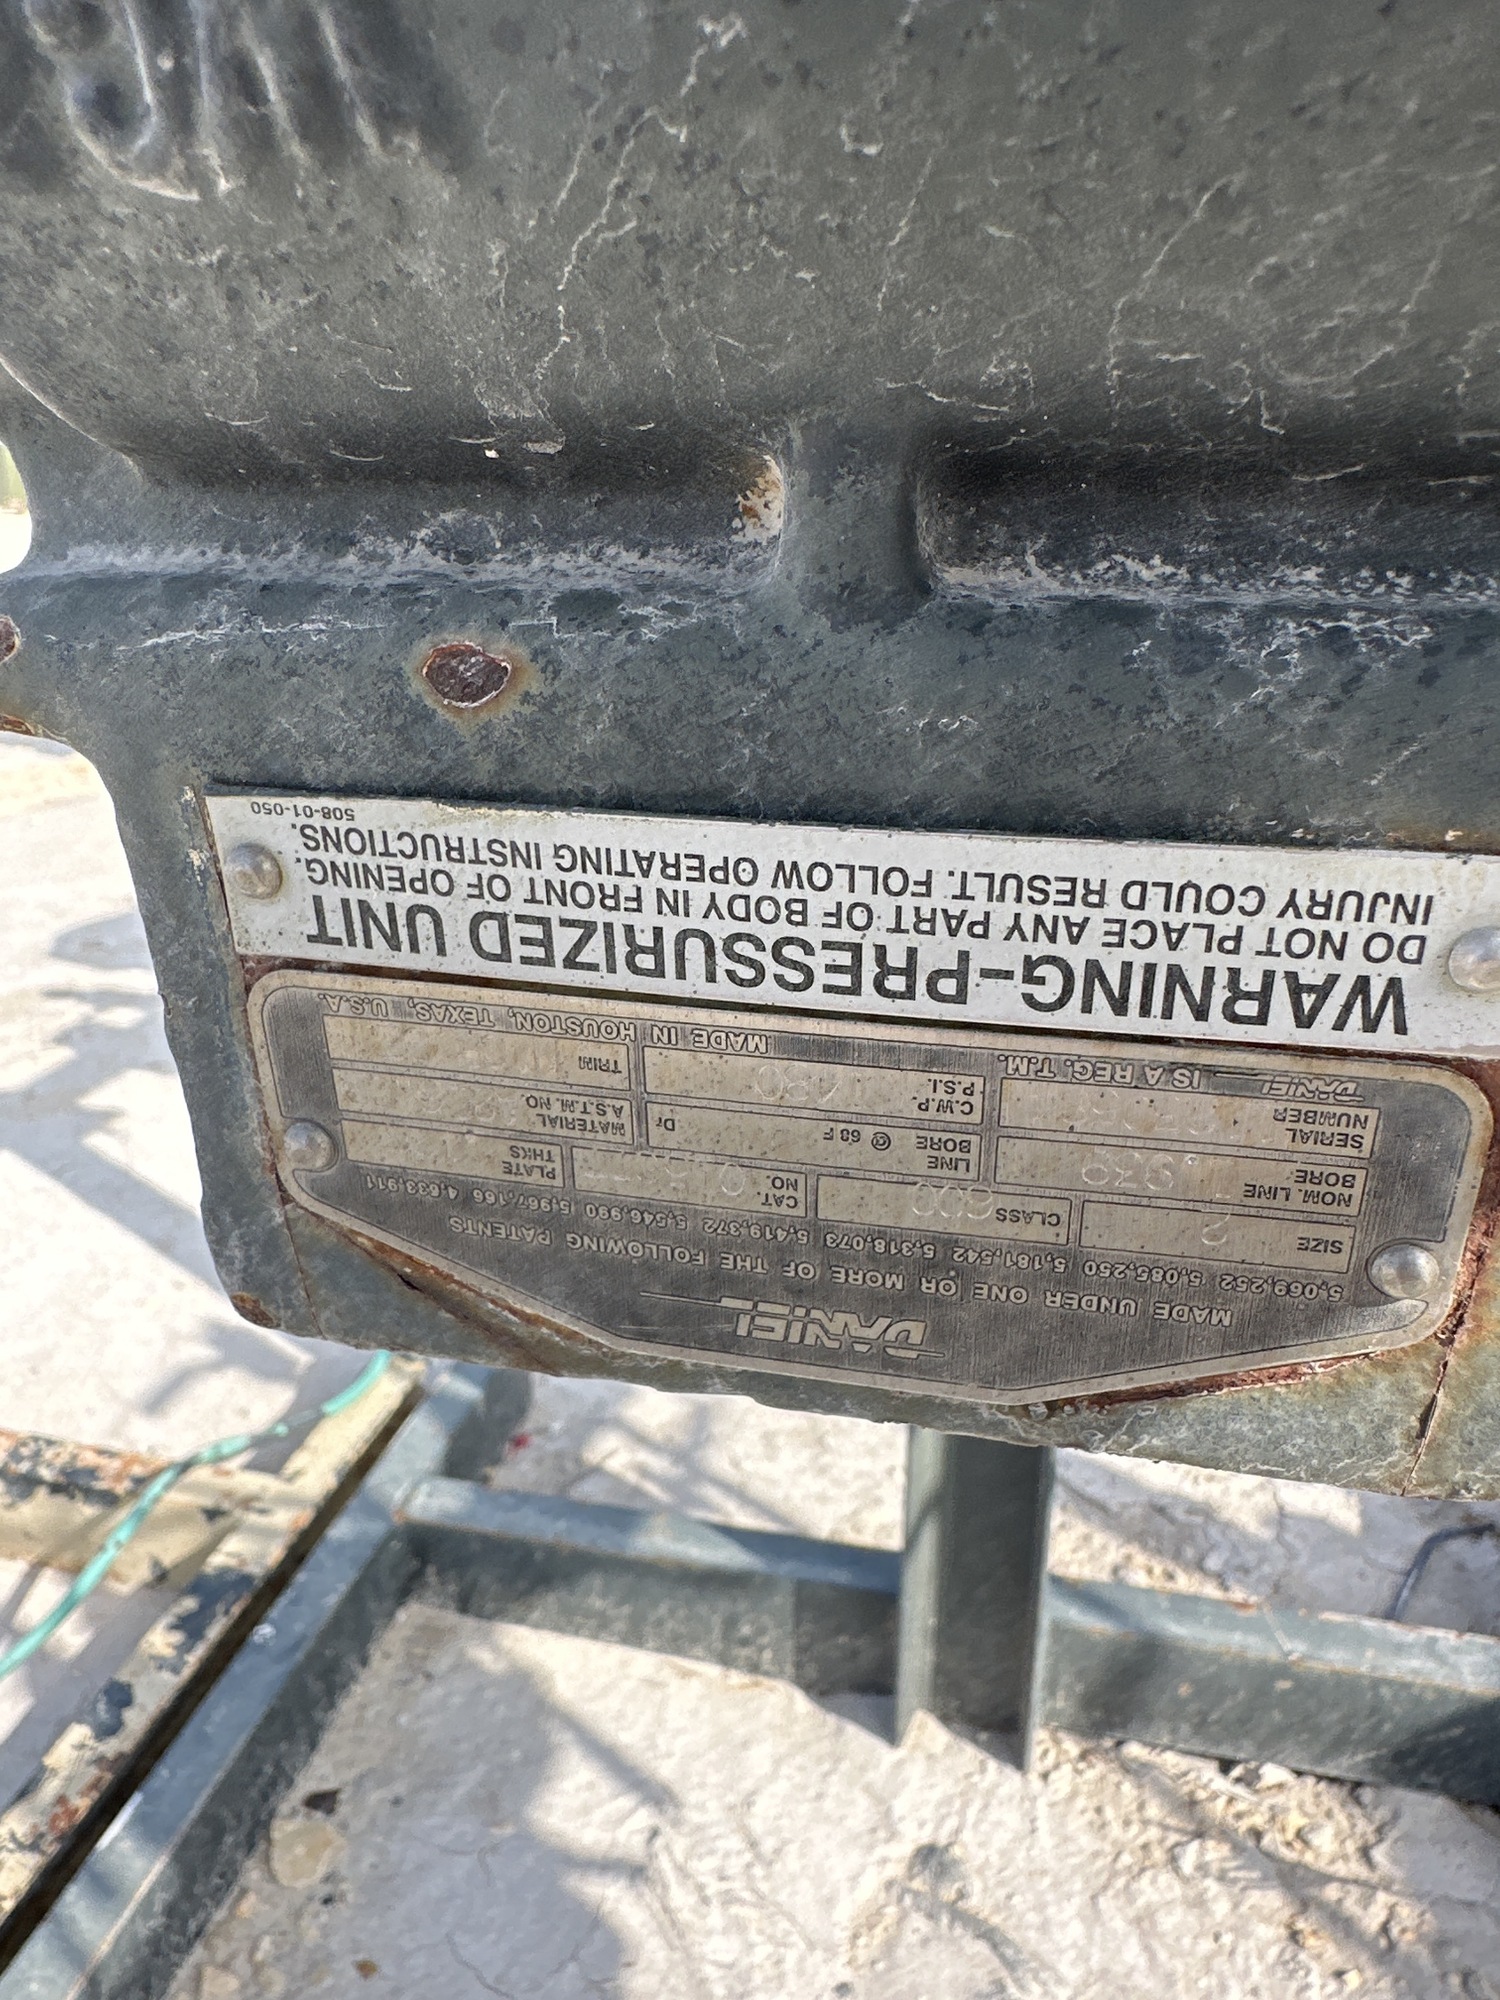 DANIEL
MADE UNDER ONE OR MORE OF THE FOLLOWING PATENTS
5,069,252 5,085,250 5,181,542 5,318,073 5,419,372 5,546,990 5,967,166 4,633,911
SIZE 2 CLASS 600 CAT. NO. PLATE THKS
NOM. LINE BORE 1.939 LINE BORE @ 68 F Dr MATERIAL A.S.T.M. NO.
SERIAL NUMBER C.W.P. P.S.I. 1480 TRIM
DANIEL IS A REG. T.M. MADE IN HOUSTON, TEXAS, U.S.A.
WARNING-PRESSURIZED UNIT
DO NOT PLACE ANY PART OF BODY IN FRONT OF OPENING.
INJURY COULD RESULT. FOLLOW OPERATING INSTRUCTIONS.
508-01-050